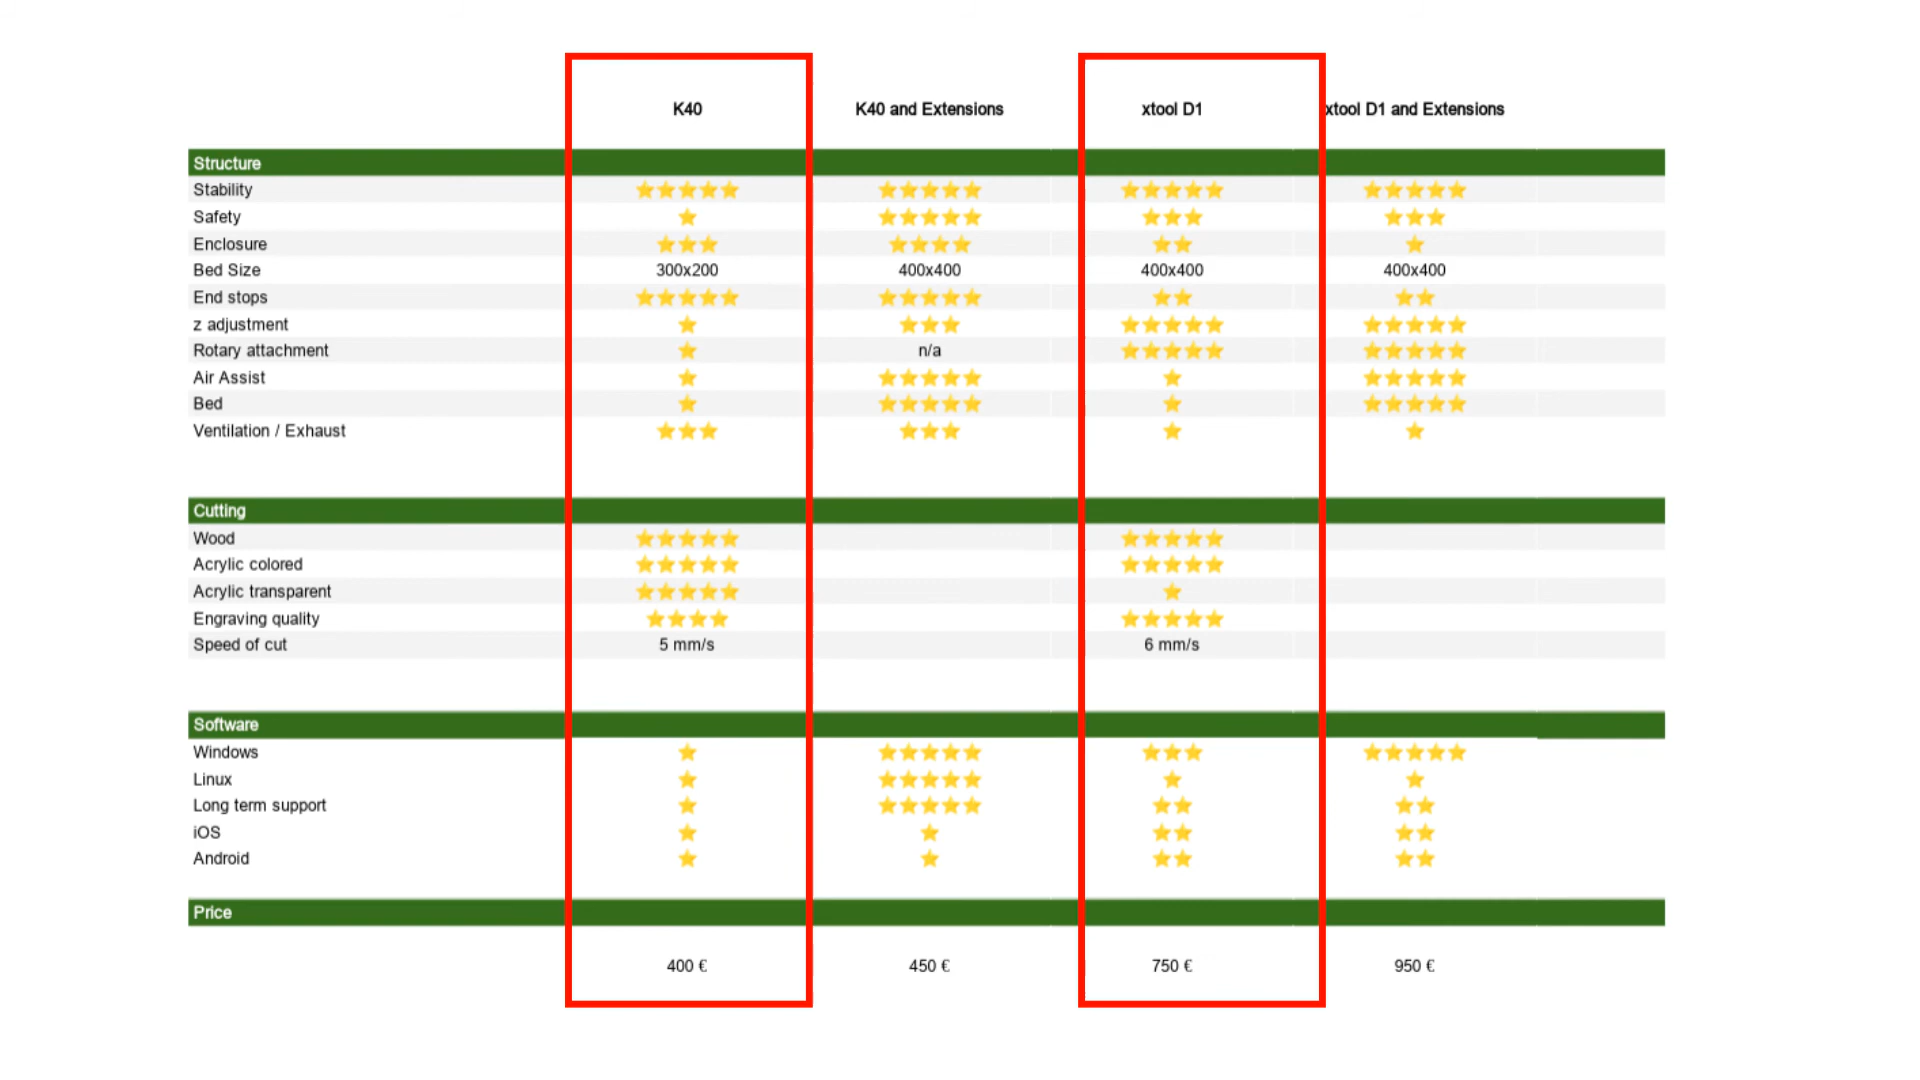 K40 K40 and Extensions xtool D1 xtool D1 and Extensions
Structure
Stability ⭐⭐⭐⭐⭐ ⭐⭐⭐⭐⭐ ⭐⭐⭐⭐⭐ ⭐⭐⭐⭐⭐
Safety ⭐ ⭐⭐⭐⭐⭐ ⭐⭐⭐ ⭐⭐⭐
Enclosure ⭐⭐⭐ ⭐⭐⭐⭐ ⭐⭐ ⭐
Bed Size 300x200 400x400 400x400 400x400
End stops ⭐⭐⭐⭐⭐ ⭐⭐⭐⭐⭐ ⭐⭐ ⭐⭐
z adjustment ⭐ ⭐⭐⭐ ⭐⭐⭐⭐⭐ ⭐⭐⭐⭐⭐
Rotary attachment ⭐ n/a ⭐⭐⭐⭐⭐ ⭐⭐⭐⭐⭐
Air Assist ⭐ ⭐⭐⭐⭐⭐ ⭐ ⭐⭐⭐⭐⭐
Bed ⭐ ⭐⭐⭐⭐⭐ ⭐ ⭐⭐⭐⭐⭐
Ventilation / Exhaust ⭐⭐⭐ ⭐⭐⭐ ⭐ ⭐
Cutting
Wood ⭐⭐⭐⭐⭐ ⭐⭐⭐⭐⭐
Acrylic colored ⭐⭐⭐⭐⭐ ⭐⭐⭐⭐⭐
Acrylic transparent ⭐⭐⭐⭐⭐ ⭐
Engraving quality ⭐⭐⭐⭐ ⭐⭐⭐⭐⭐
Speed of cut 5 mm/s 6 mm/s
Software
Windows ⭐ ⭐⭐⭐⭐⭐ ⭐⭐⭐ ⭐⭐⭐⭐⭐
Linux ⭐ ⭐⭐⭐⭐⭐ ⭐ ⭐
Long term support ⭐ ⭐⭐⭐⭐⭐ ⭐⭐ ⭐⭐
iOS ⭐ ⭐ ⭐⭐ ⭐⭐
Android ⭐ ⭐ ⭐⭐ ⭐⭐
Price
400 € 450 € 750 € 950 €